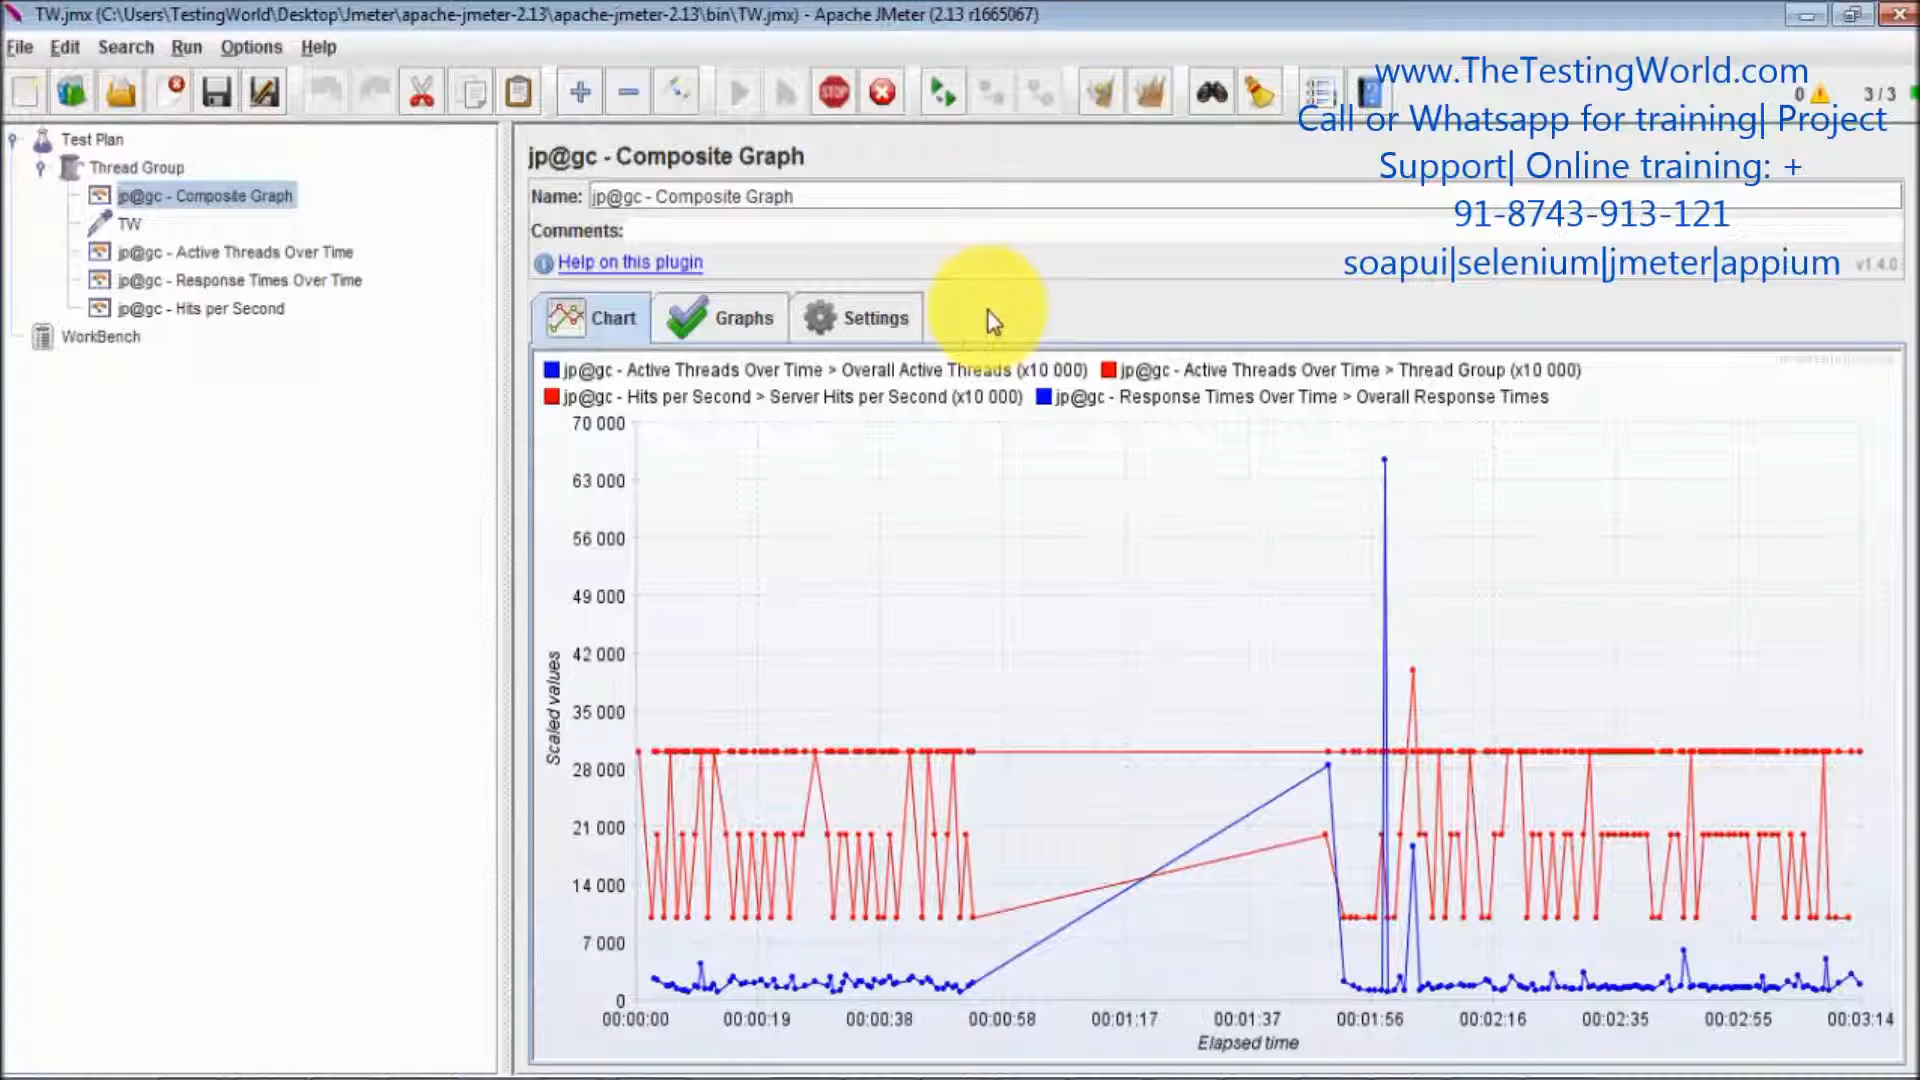 TW.jmx (C:\Users\TestingWorld\Desktop\Jmeter\apache-jmeter-2.13\apache-jmeter-2.13\bin\TW.jmx) - Apache JMeter (2.13 r1665067)
File Edit Search Run Options Help
STOP
0 3 / 3
www.TheTestingWorld.com
Call or Whatsapp for training| Project
Support| Online training: +
91-8743-913-121
soapui|selenium|jmeter|appium
v1.4.0
Test Plan
Thread Group
jp@gc - Composite Graph
TW
jp@gc - Active Threads Over Time
jp@gc - Response Times Over Time
jp@gc - Hits per Second
WorkBench
jp@gc - Composite Graph
Name: jp@gc - Composite Graph
Comments:
Help on this plugin
Chart Graphs Settings
jp@gc - Active Threads Over Time > Overall Active Threads (x10 000) jp@gc - Active Threads Over Time > Thread Group (x10 000)
jp@gc - Hits per Second > Server Hits per Second (x10 000) jp@gc - Response Times Over Time > Overall Response Times
70 000
63 000
56 000
49 000
42 000
35 000
28 000
21 000
14 000
7 000
0
Scaled values
00:00:00 00:00:19 00:00:38 00:00:58 00:01:17 00:01:37 00:01:56 00:02:16 00:02:35 00:02:55 00:03:14
Elapsed time